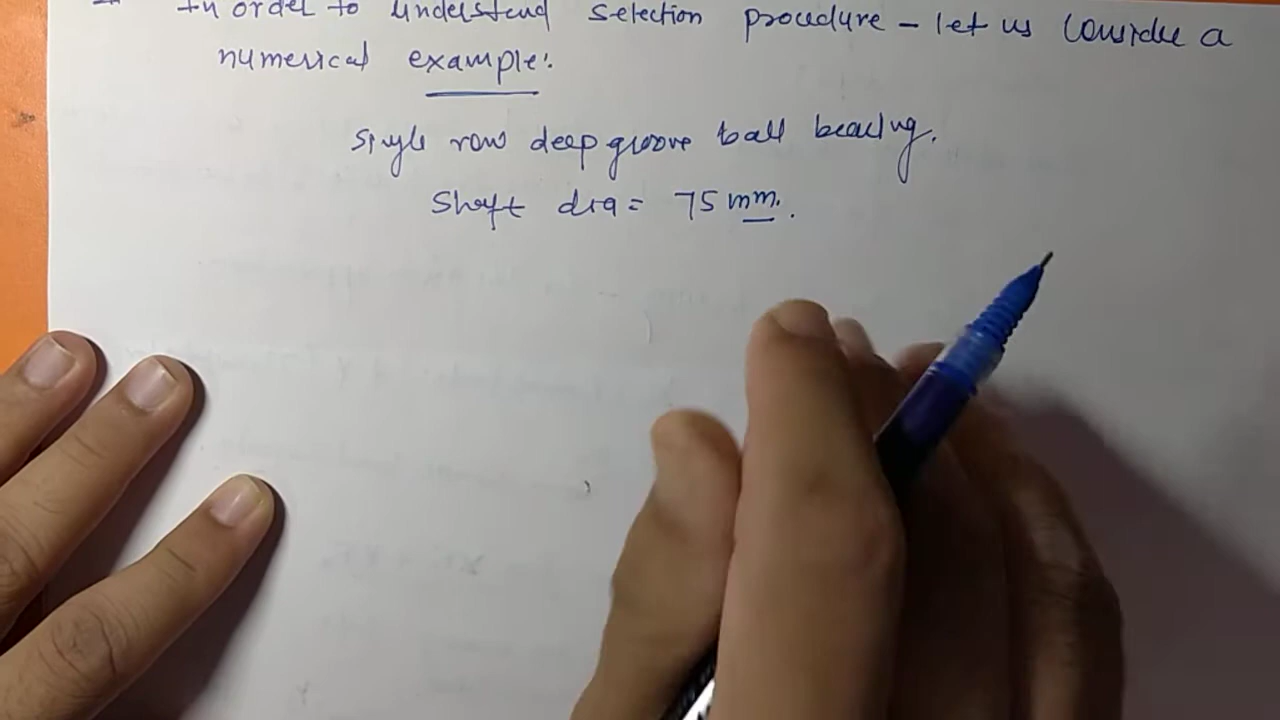 In order to understand selection procedure - let us consider a
numerical example:
Single row deep groove ball bearing.
Shaft dia = 75 mm.